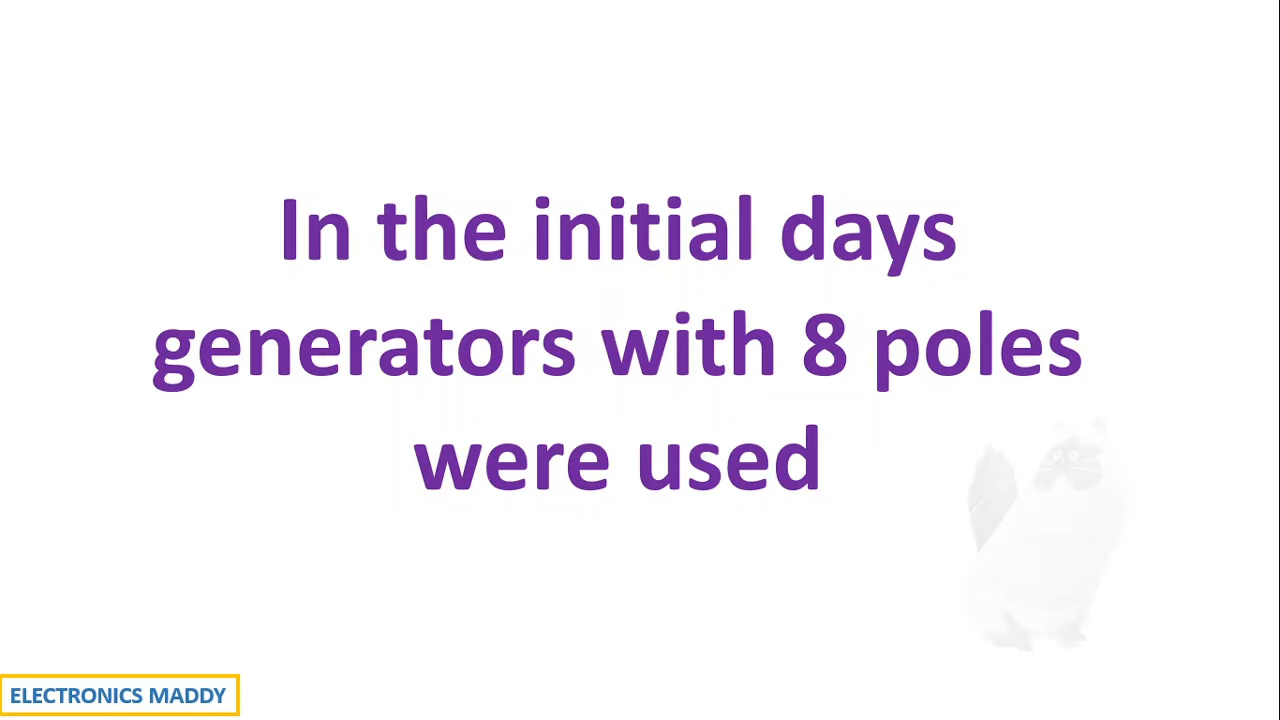 In the initial days
generators with 8 poles
were used
ELECTRONICS MADDY